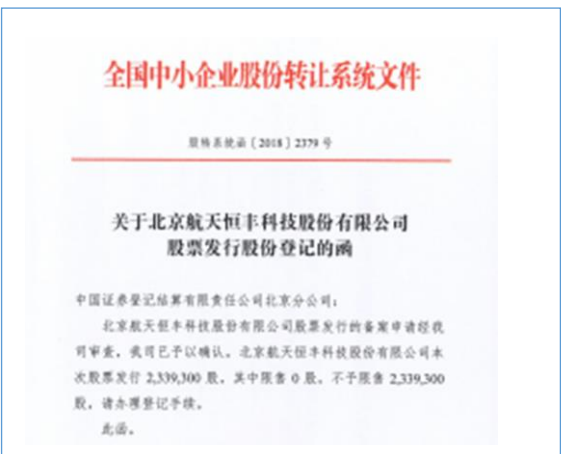 全国中小企业股份转让系统文件
股转系统函〔2018〕2379 号
关于北京航天恒丰科技股份有限公司
股票发行股份登记的函
中国证券登记结算有限责任公司北京分公司：
北京航天恒丰科技股份有限公司股票发行的备案申请经我
司审查，我司已予以确认。北京航天恒丰科技股份有限公司本
次股票发行 2,339,300 股，其中限售 0 股，不予限售 2,339,300
股，请办理登记手续。
此函。